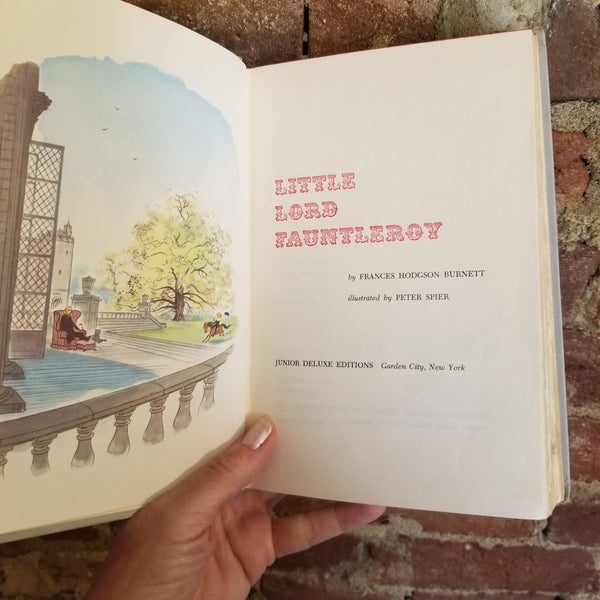 LITTLE
LORD
FAUNTLEROY
by FRANCES HODGSON BURNETT
illustrated by PETER SPIER
JUNIOR DELUXE EDITIONS Garden City, New York